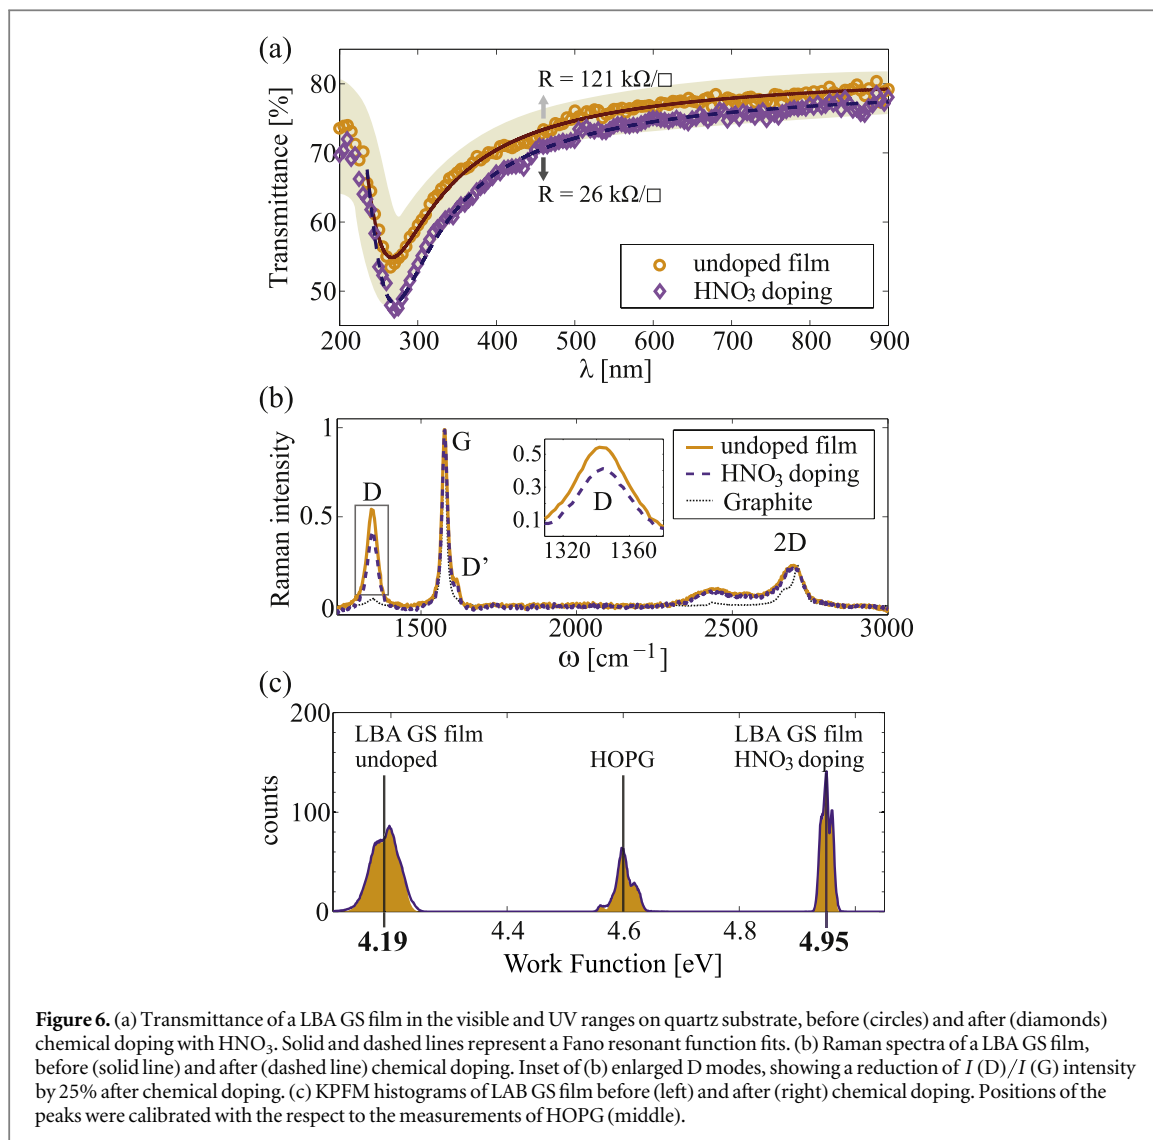 (a)
Transmittance [%]
80
70
60
50
R = 121 kΩ/□
R = 26 kΩ/□
undoped film
HNO₃ doping
200 300 400 500 600 700 800 900
λ [nm]
(b)
Raman intensity
1
0.5
0
D
G
D’
2D
0.5
0.3
0.1
D
1320 1360
undoped film
HNO₃ doping
Graphite
1500 2000 2500 3000
ω [cm⁻¹]
(c)
counts
200
100
0
LBA GS film
undoped
HOPG
LBA GS film
HNO₃ doping
4.19 4.4 4.6 4.8 4.95
Work Function [eV]
Figure 6. (a) Transmittance of a LBA GS film in the visible and UV ranges on quartz substrate, before (circles) and after (diamonds)
chemical doping with HNO₃. Solid and dashed lines represent a Fano resonant function fits. (b) Raman spectra of a LBA GS film,
before (solid line) and after (dashed line) chemical doping. Inset of (b) enlarged D modes, showing a reduction of I (D)/I (G) intensity
by 25% after chemical doping. (c) KPFM histograms of LAB GS film before (left) and after (right) chemical doping. Positions of the
peaks were calibrated with the respect to the measurements of HOPG (middle).